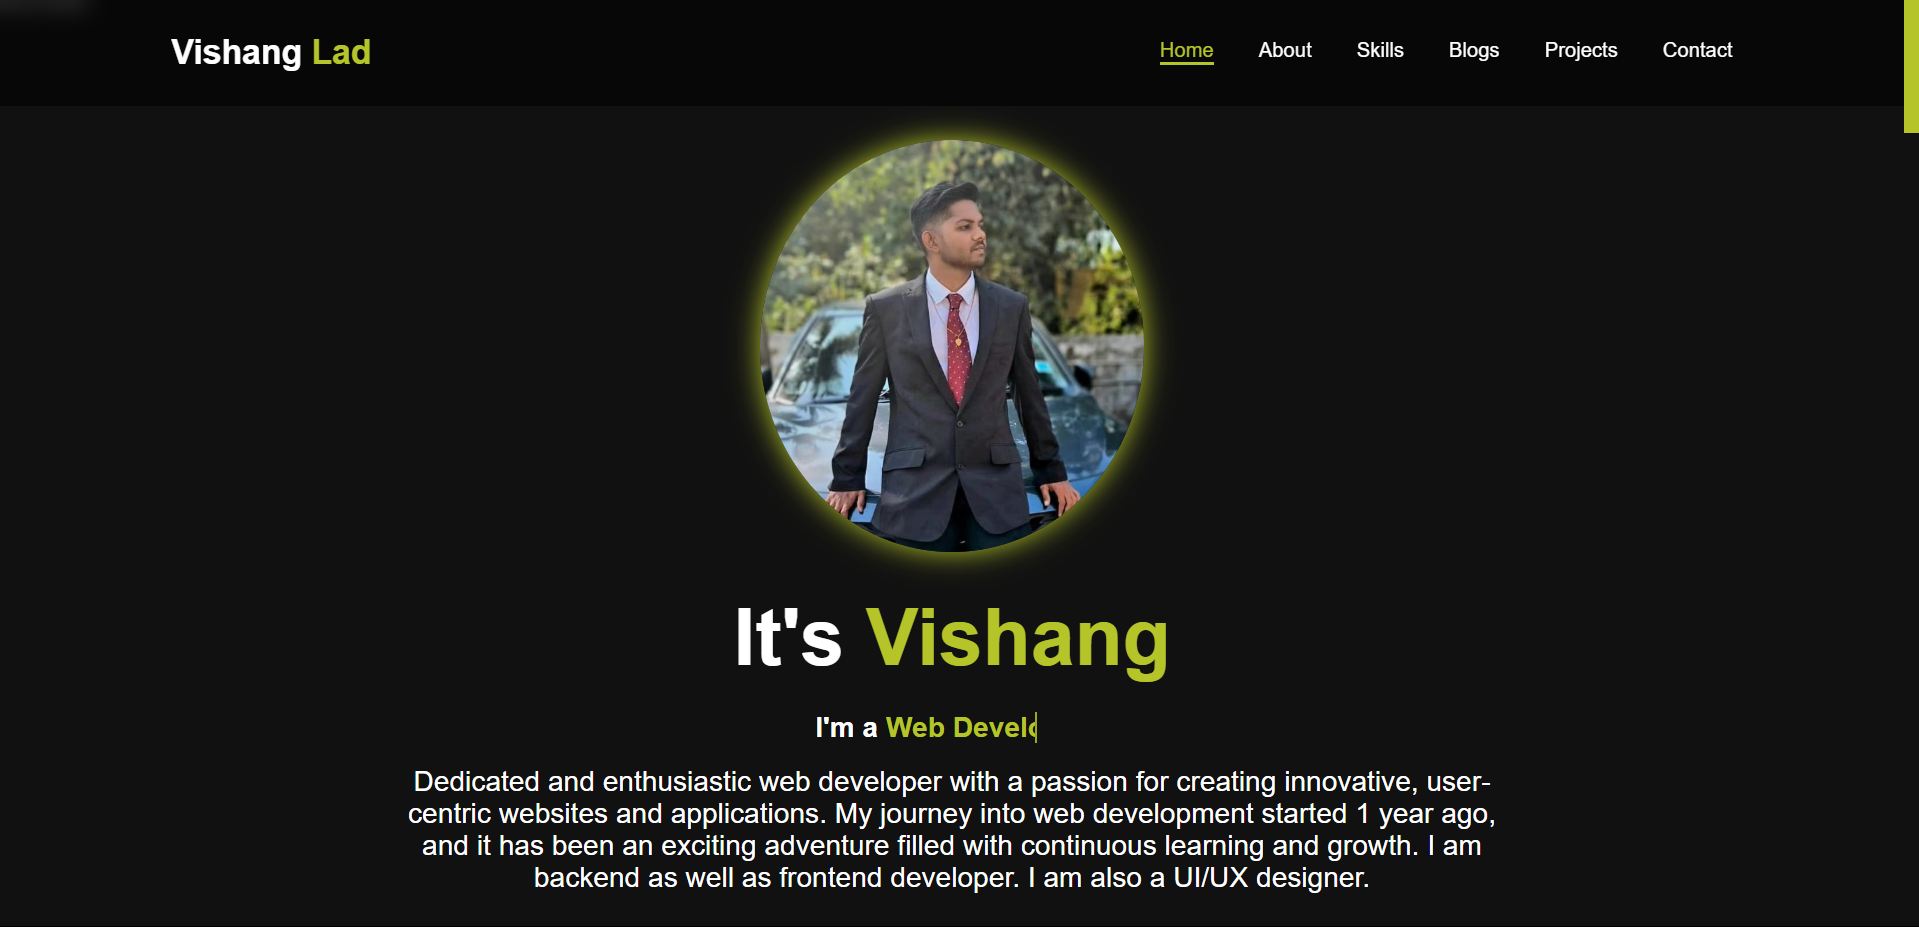 Vishang Lad
Home About Skills Blogs Projects Contact
It's Vishang
I'm a Web Develo
Dedicated and enthusiastic web developer with a passion for creating innovative, user-
centric websites and applications. My journey into web development started 1 year ago,
and it has been an exciting adventure filled with continuous learning and growth. I am
backend as well as frontend developer. I am also a UI/UX designer.